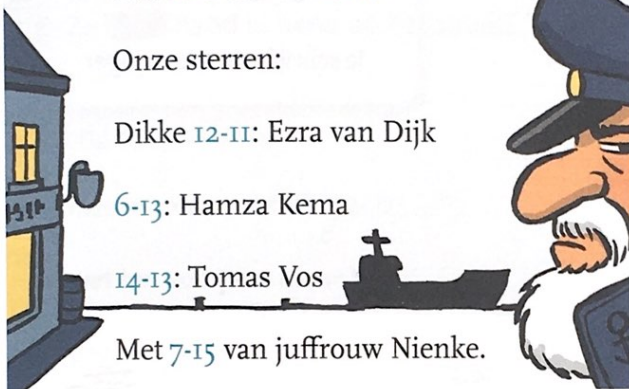 Onze sterren:
Dikke 12-11: Ezra van Dijk
6-13: Hamza Kema
14-13: Tomas Vos
Met 7-15 van juffrouw Nienke.